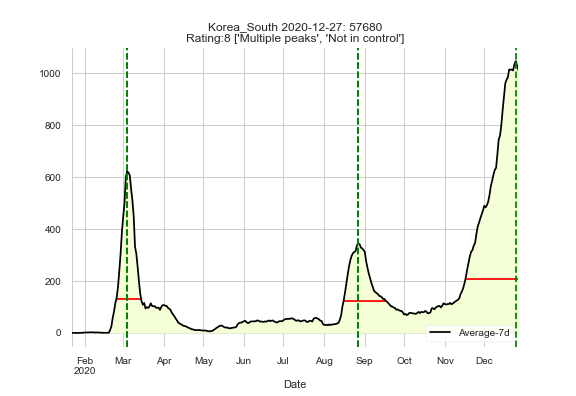 Korea_South 2020-12-27: 57680
Rating:8 ['Multiple peaks', 'Not in control']
1000
800
600
400
200
0
Average-7d
Feb Mar Apr May Jun Jul Aug Sep Oct Nov Dec
2020
Date